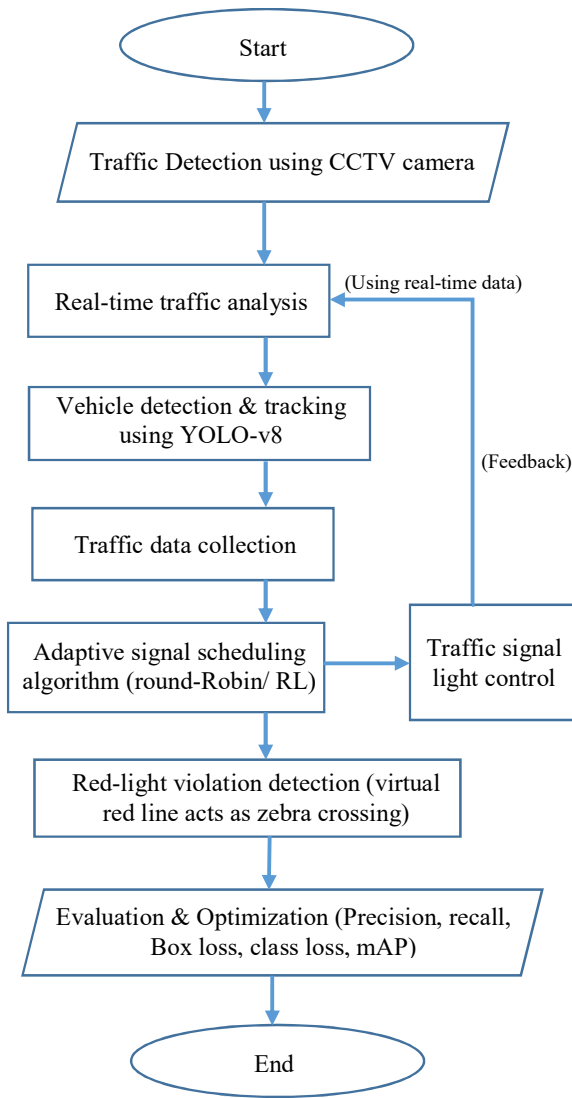 Start
Traffic Detection using CCTV camera
Real-time traffic analysis
(Using real-time data)
Vehicle detection & tracking
using YOLO-v8
(Feedback)
Traffic data collection
Adaptive signal scheduling
algorithm (round-Robin/ RL)
Traffic signal
light control
Red-light violation detection (virtual
red line acts as zebra crossing)
Evaluation & Optimization (Precision, recall,
Box loss, class loss, mAP)
End